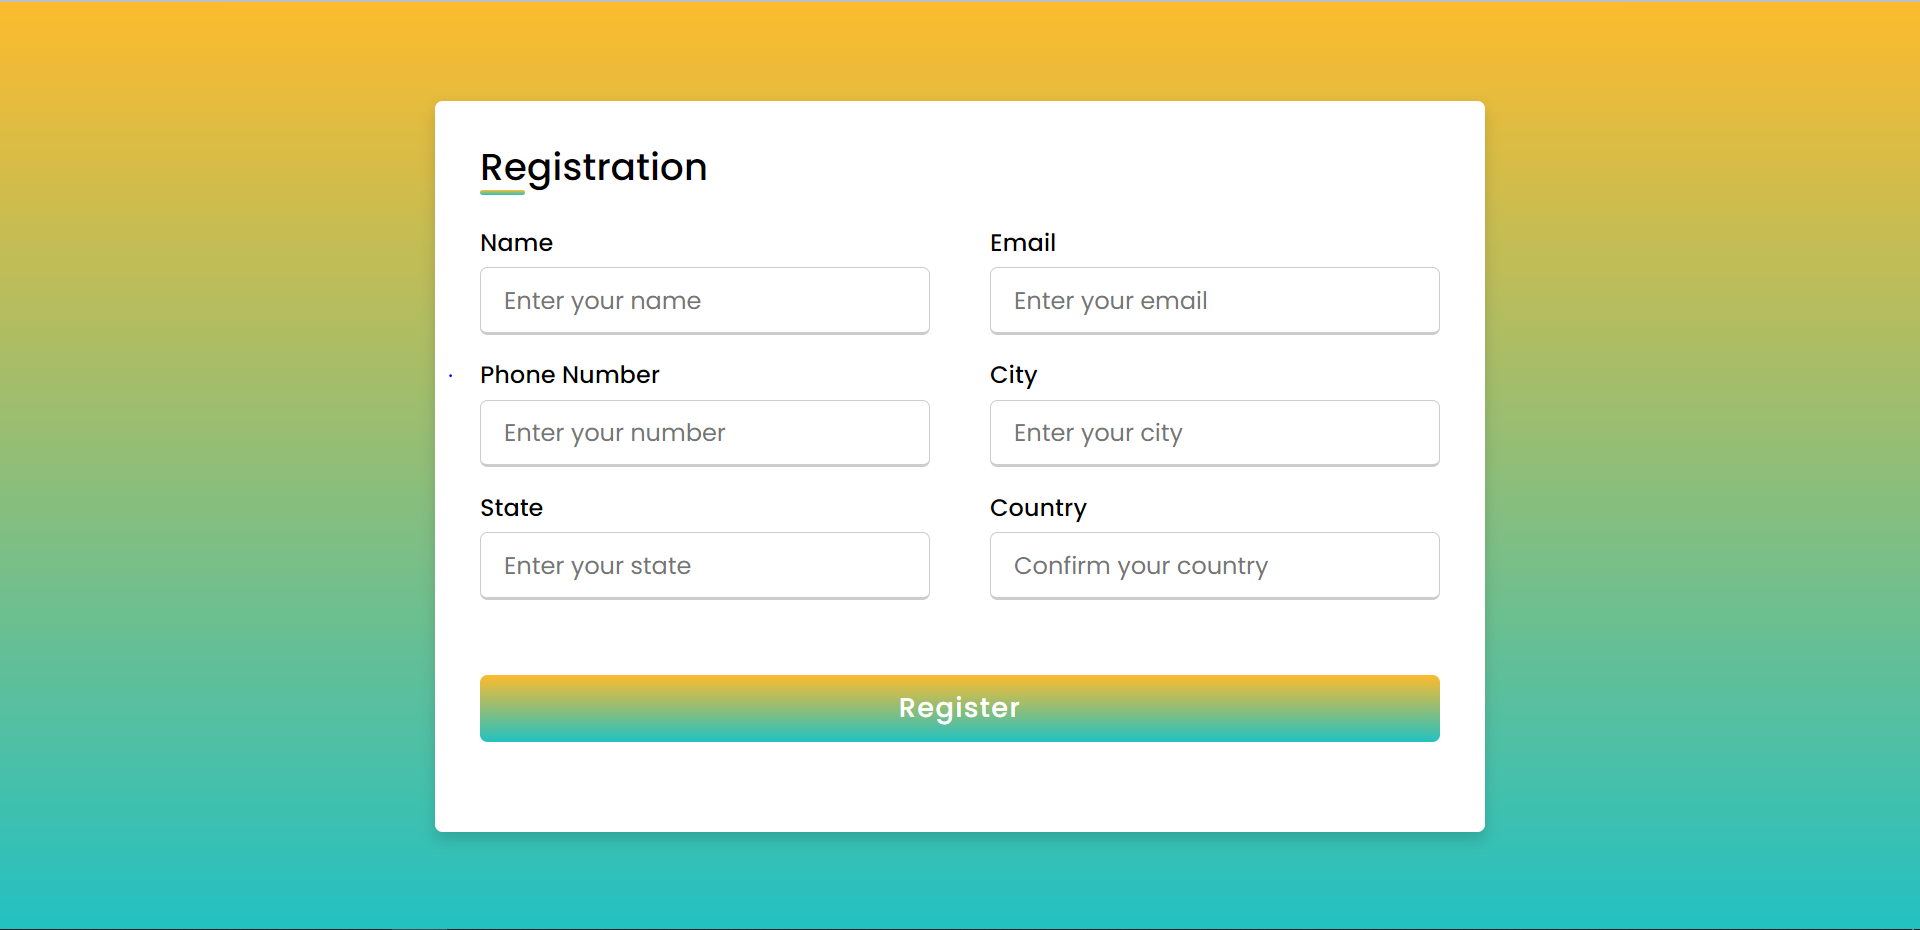 Registration
Name Email
Enter your name Enter your email
Phone Number City
Enter your number Enter your city
State Country
Enter your state Confirm your country
Register